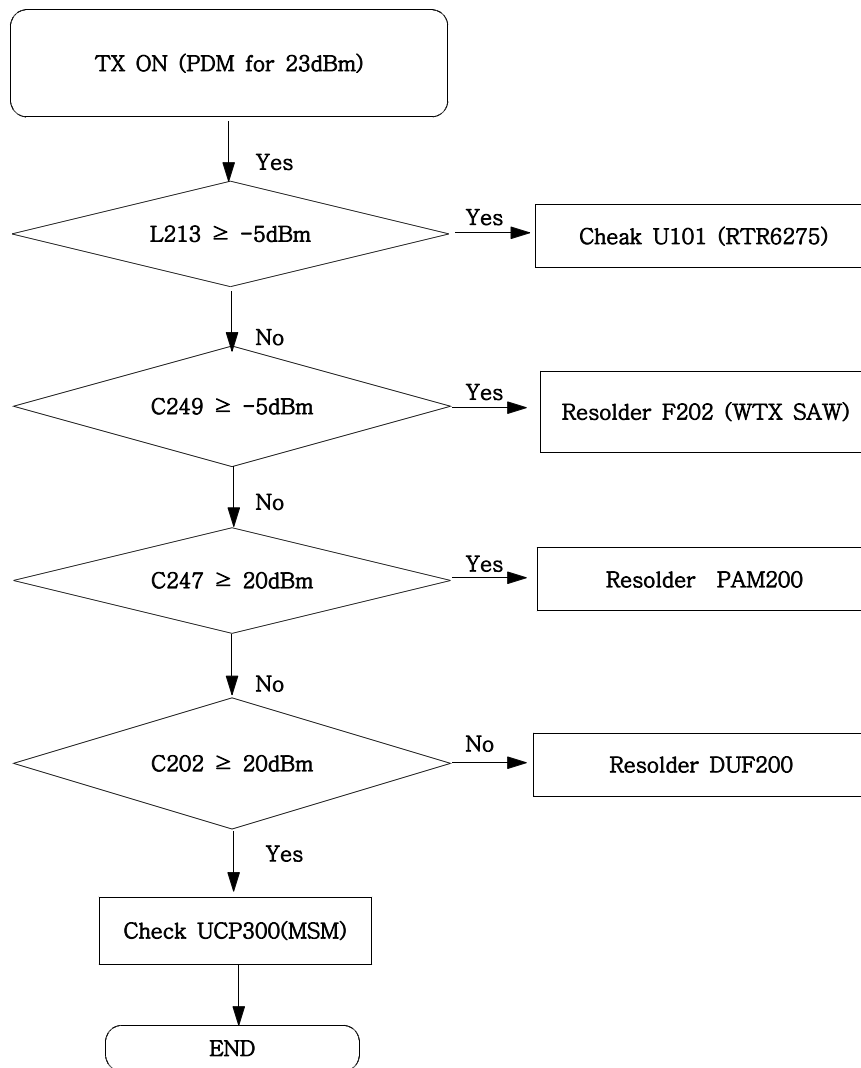 TX ON (PDM for 23dBm)
Yes
L213 ≥ -5dBm
Yes
Cheak U101 (RTR6275)
No
C249 ≥ -5dBm
Yes
Resolder F202 (WTX SAW)
No
C247 ≥ 20dBm
Yes
Resolder PAM200
No
C202 ≥ 20dBm
No
Resolder DUF200
Yes
Check UCP300(MSM)
END